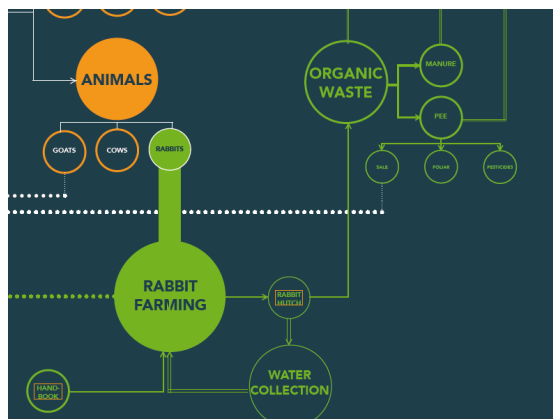 ANIMALS
GOATS
COWS
RABBITS
ORGANIC
WASTE
MANURE
PEE
SALE
FOLIAR
PESTICIDES
RABBIT
FARMING
RABBIT
HUTCH
WATER
COLLECTION
HAND-
BOOK